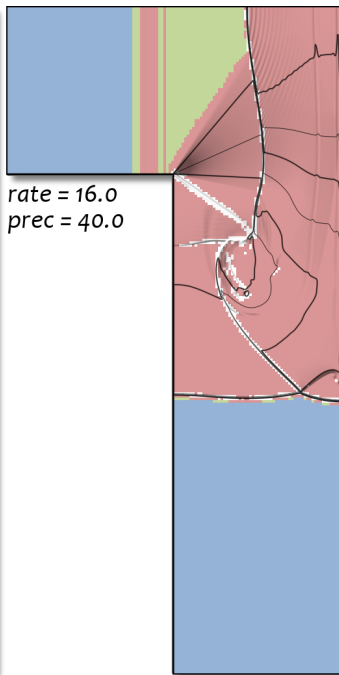 rate = 16.0
prec = 40.0